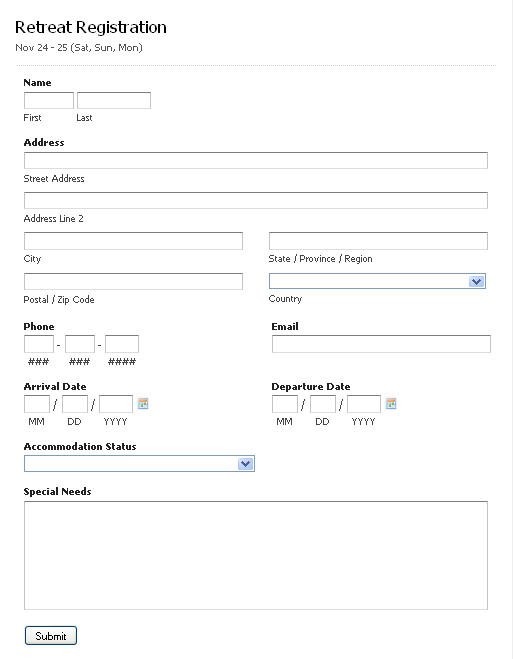 Retreat Registration
Nov 24 - 25 (Sat, Sun, Mon)
Name
First Last
Address
Street Address
Address Line 2
City State / Province / Region
Postal / Zip Code Country
Phone Email
- -
### ### ####
Arrival Date Departure Date
/ / / /
MM DD YYYY MM DD YYYY
Accommodation Status
Special Needs
Submit